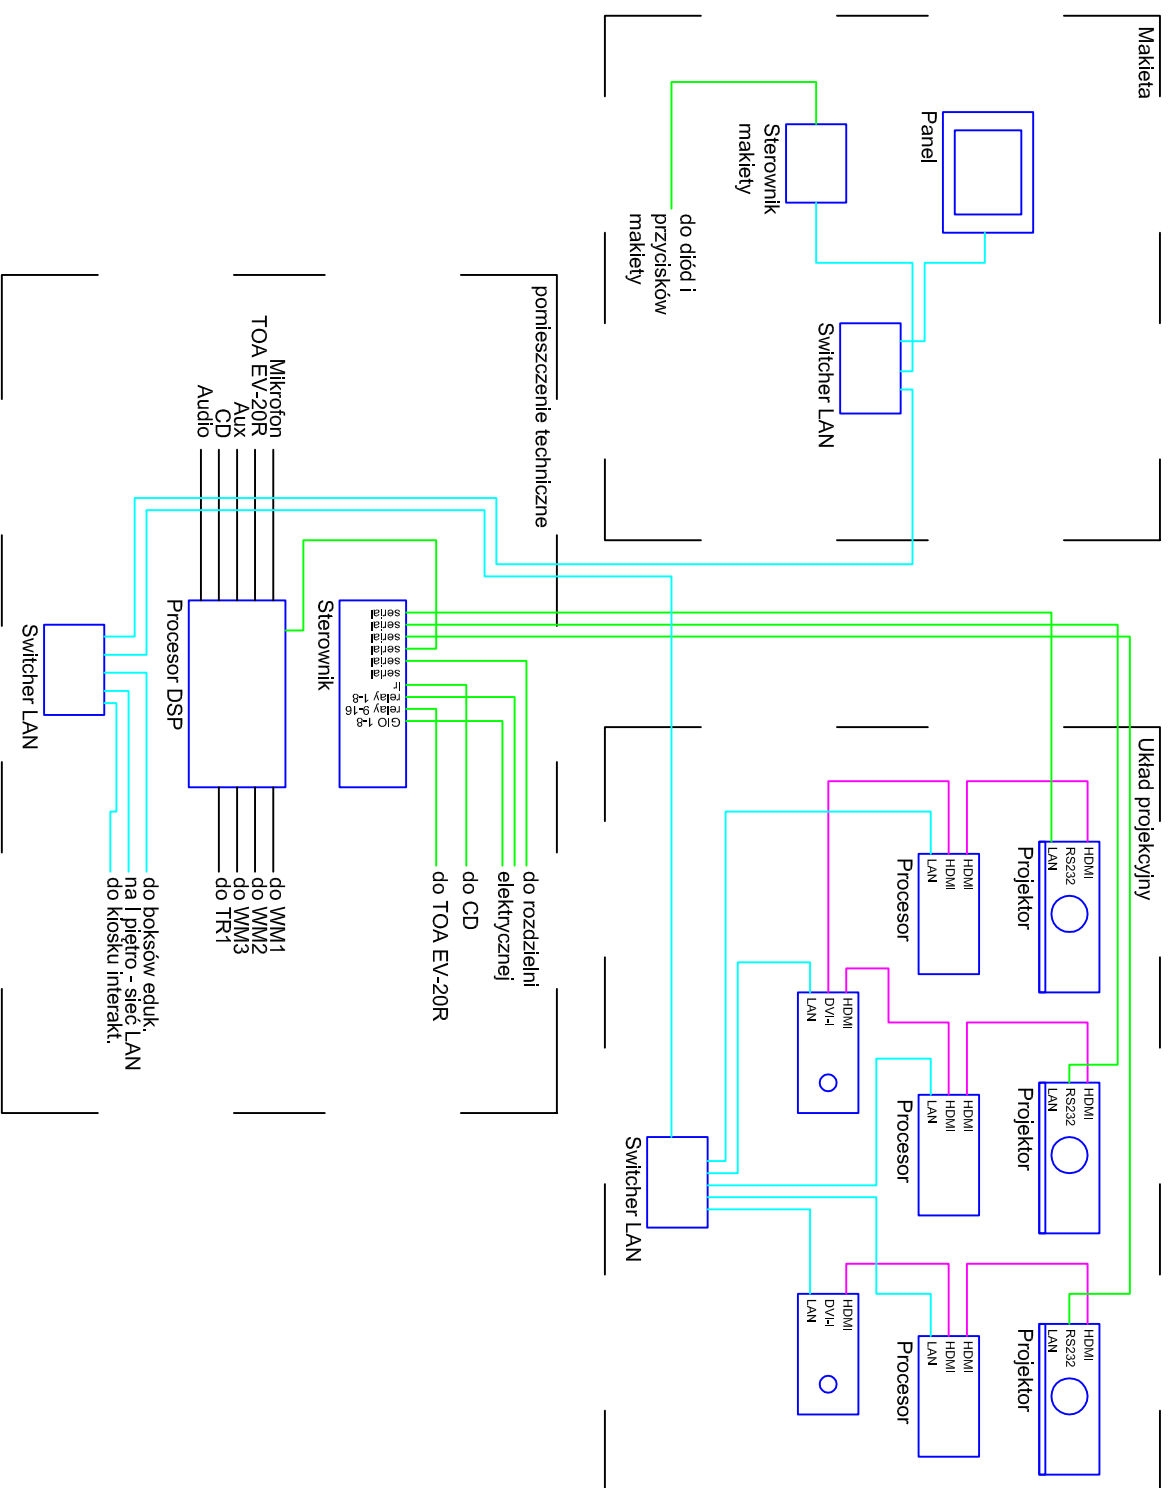 Makieta
Panel
Sterownik
makiety
do diód i
przycisków
makiety
Switcher LAN
Układ projekcyjny
HDMI
RS232
LAN
Projektor
HDMI
HDMI
LAN
Procesor
HDMI
DVI-I
LAN
HDMI
RS232
LAN
Projektor
HDMI
HDMI
LAN
Procesor
HDMI
RS232
LAN
Projektor
HDMI
HDMI
LAN
Procesor
HDMI
DVI-I
LAN
Switcher LAN
pomieszczenie techniczne
Mikrofon
TOA EV-20R
Aux
CD
Audio
Sterownik
serial
serial
serial
serial
serial
serial
Ir
relay 1-8
relay 9-16
GIO 1-8
do rozdzielni
elektrycznej
do CD
do TOA EV-20R
Procesor DSP
do WM1
do WM2
do WM3
do TR1
Switcher LAN
do boksów eduk.
na I piętro - sieć LAN
do kiosku interakt.